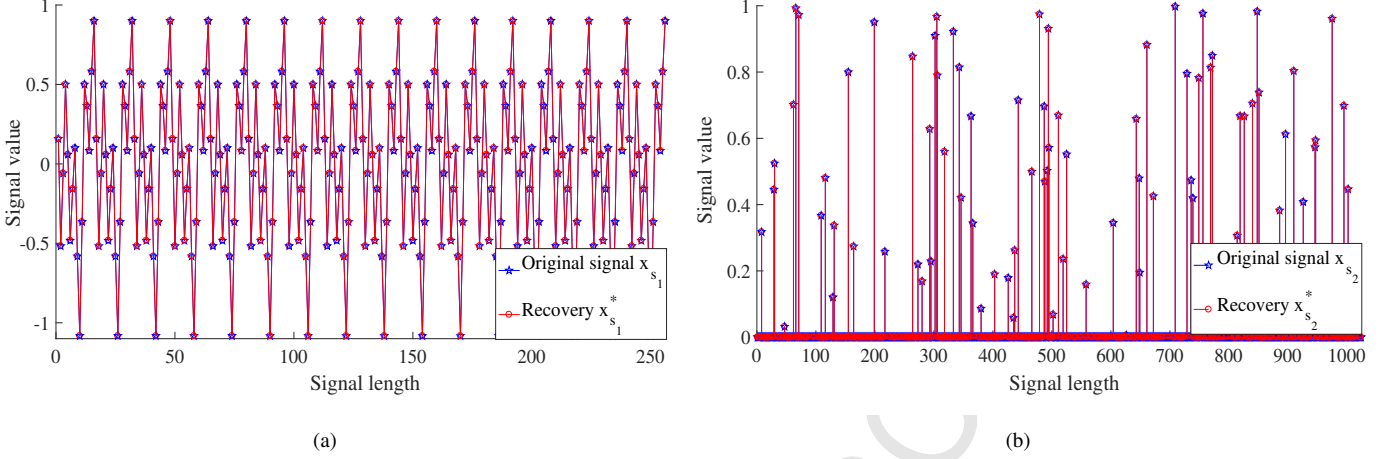 1
0.5
0
-0.5
-1
Signal value
0
50
100
150
200
250
Signal length
Original signal x_{s_1}
Recovery x^*_{s_1}
(a)
1
0.8
0.6
0.4
0.2
0
Signal value
0
100
200
300
400
500
600
700
800
900
1000
Signal length
Original signal x_{s_2}
Recovery x^*_{s_2}
(b)